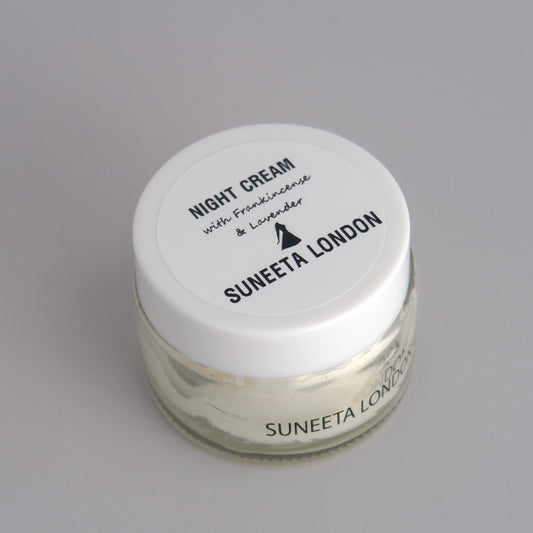 NIGHT CREAM
with Frankincense
& Lavender
SUNEETA LONDON
SUNEETA LONDON